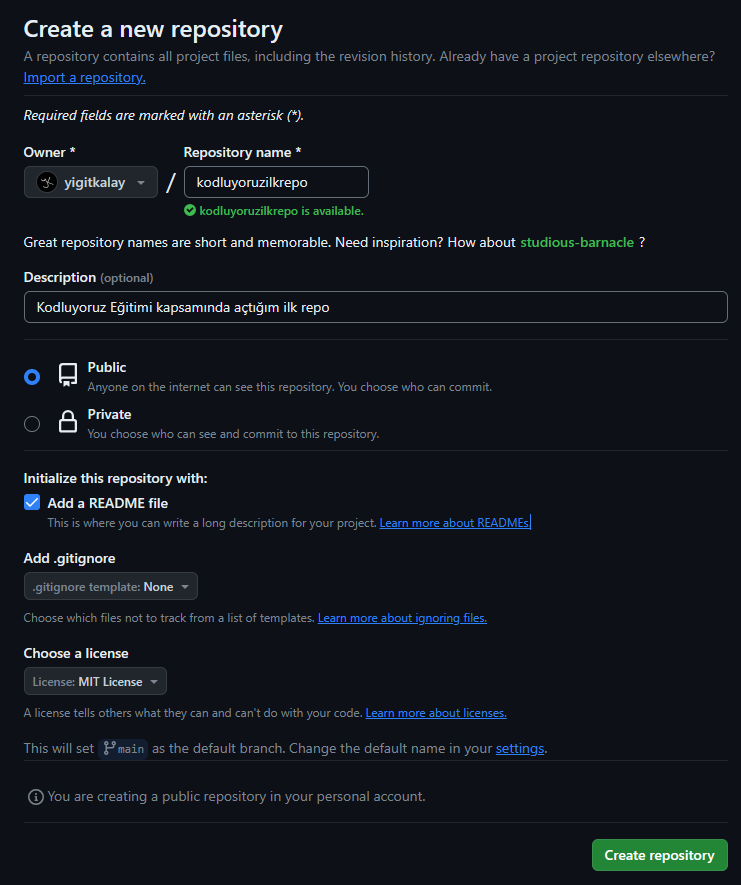 Create a new repository
A repository contains all project files, including the revision history. Already have a project repository elsewhere?
Import a repository.
Required fields are marked with an asterisk (*).
Owner *
Repository name *
yigitkalay
/
kodluyoruzilkrepo
kodluyoruzilkrepo is available.
Great repository names are short and memorable. Need inspiration? How about studious-barnacle ?
Description (optional)
Kodluyoruz Eğitimi kapsamında açtığım ilk repo
Public
Anyone on the internet can see this repository. You choose who can commit.
Private
You choose who can see and commit to this repository.
Initialize this repository with:
Add a README file
This is where you can write a long description for your project. Learn more about READMEs.
Add .gitignore
.gitignore template: None
Choose which files not to track from a list of templates. Learn more about ignoring files.
Choose a license
License: MIT License
A license tells others what they can and can't do with your code. Learn more about licenses.
This will set main as the default branch. Change the default name in your settings.
You are creating a public repository in your personal account.
Create repository